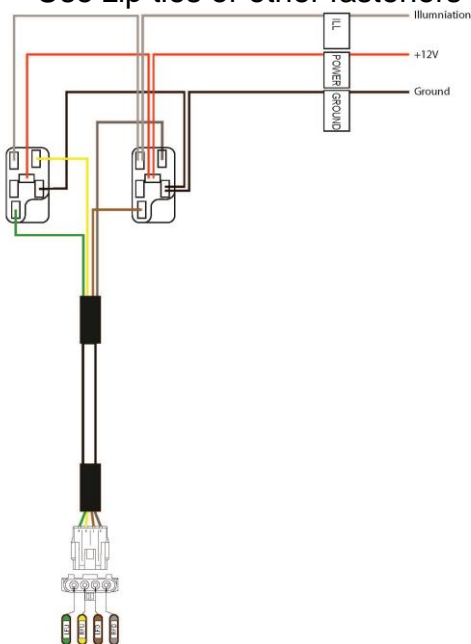 Use zip ties or other fasteners
Illumniation
ILL
+12V
POWER
Ground
GROUND